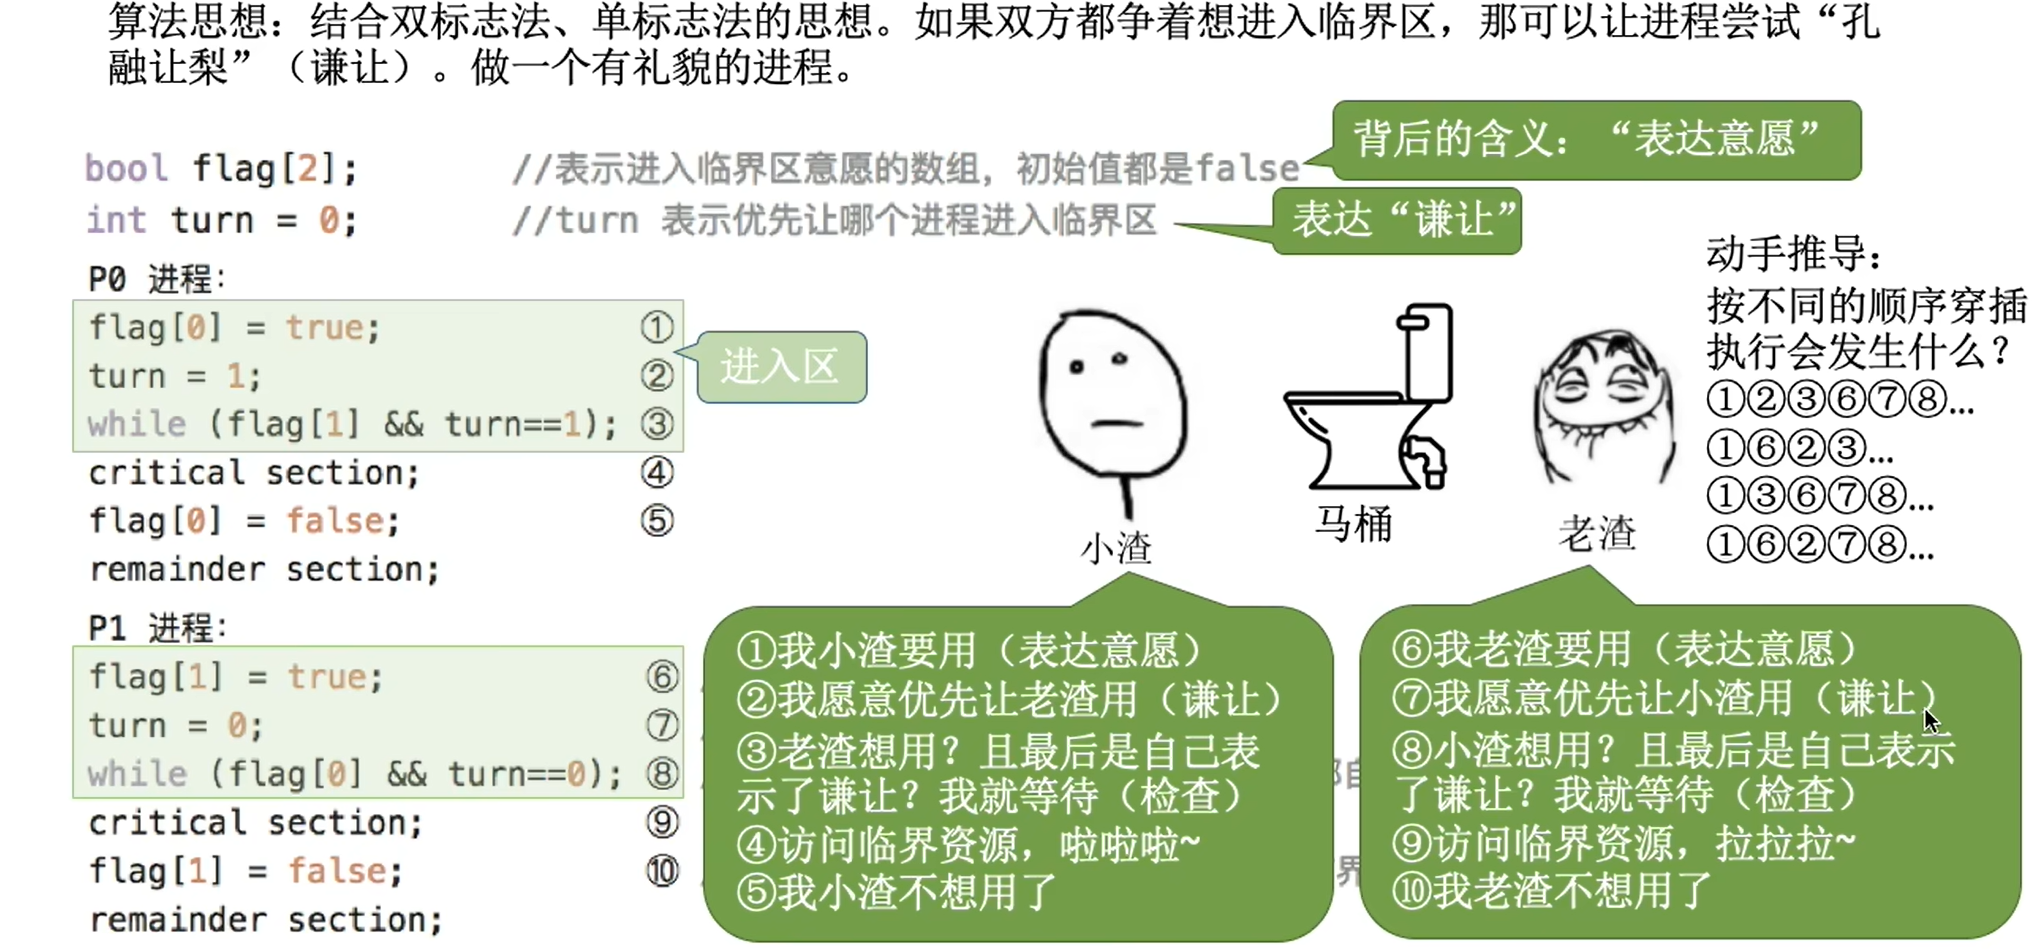 算法思想：结合双标志法、单标志法的思想。如果双方都争着想进入临界区，那可以让进程尝试“孔
融让梨”（谦让）。做一个有礼貌的进程。
背后的含义：“表达意愿”
bool flag[2]; //表示进入临界区意愿的数组，初始值都是false
int turn = 0; //turn 表示优先让哪个进程进入临界区
表达“谦让”
P0 进程：
flag[0] = true; ①
turn = 1; ②
while (flag[1] && turn==1); ③
进入区
critical section; ④
flag[0] = false; ⑤
remainder section;
P1 进程：
flag[1] = true; ⑥
turn = 0; ⑦
while (flag[0] && turn==0); ⑧
critical section; ⑨
flag[1] = false; ⑩
remainder section;
小渣
马桶
老渣
动手推导：
按不同的顺序穿插
执行会发生什么？
①②③⑥⑦⑧...
①⑥②③...
①③⑥⑦⑧...
①⑥②⑦⑧...
①我小渣要用（表达意愿）
②我愿意优先让老渣用（谦让）
③老渣想用？且最后是自己表
示了谦让？我就等待（检查）
④访问临界资源，啦啦啦~
⑤我小渣不想用了
⑥我老渣要用（表达意愿）
⑦我愿意优先让小渣用（谦让）
⑧小渣想用？且最后是自己表示
了谦让？我就等待（检查）
⑨访问临界资源，拉拉拉~
⑩我老渣不想用了